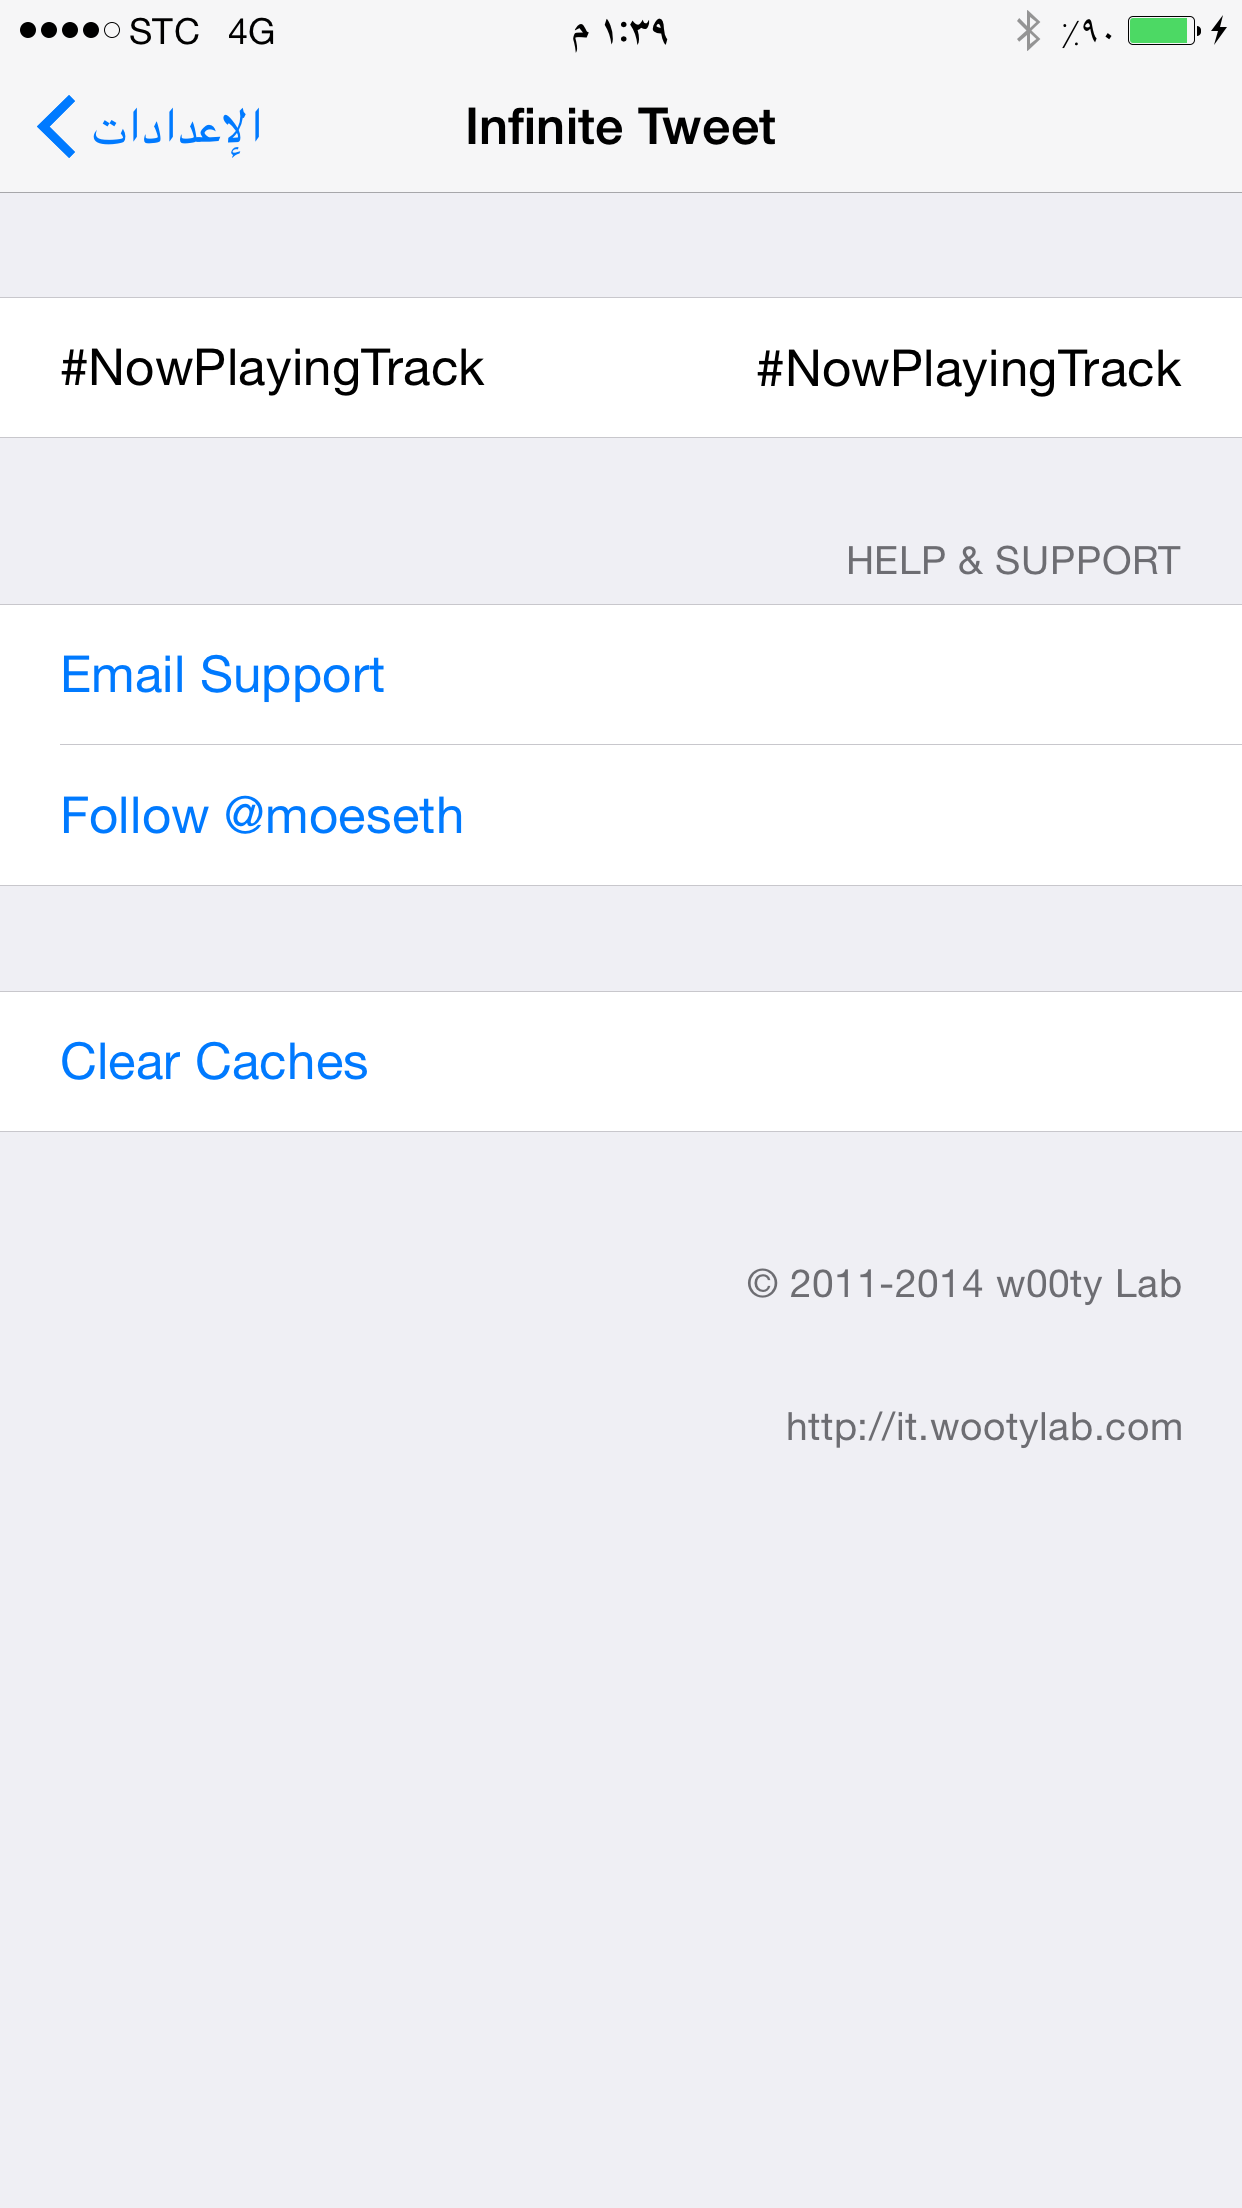 STC 4G ١:٣٩ م ٪٩٠
الإعدادات Infinite Tweet
#NowPlayingTrack #NowPlayingTrack
HELP & SUPPORT
Email Support
Follow @moeseth
Clear Caches
© 2011-2014 w00ty Lab
http://it.wootylab.com